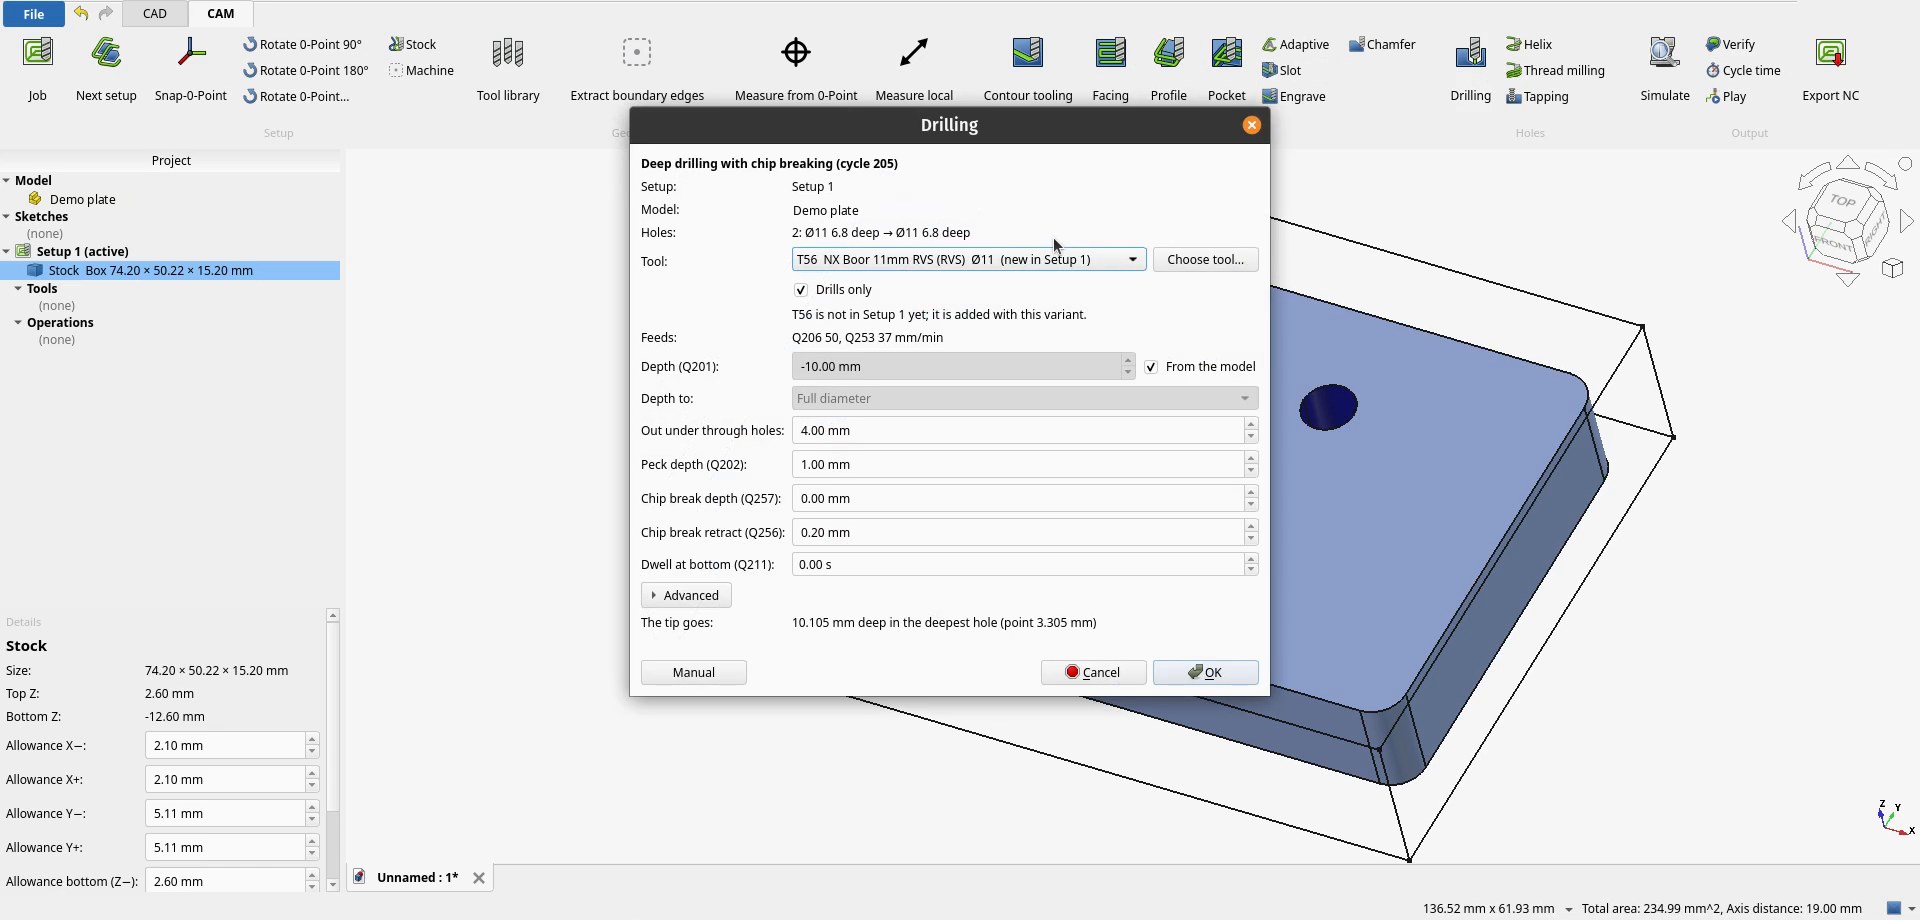 File
CAD
CAM
Job
Next setup
Snap-0-Point
Rotate 0-Point 90°
Rotate 0-Point 180°
Rotate 0-Point...
Stock
Machine
Setup
Tool library
Extract boundary edges
Measure from 0-Point
Measure local
Contour tooling
Facing
Profile
Pocket
Adaptive
Slot
Engrave
Chamfer
Drilling
Helix
Thread milling
Tapping
Holes
Simulate
Verify
Cycle time
Play
Output
Export NC
Project
Model
Demo plate
Sketches
(none)
Setup 1 (active)
Stock Box 74.20 × 50.22 × 15.20 mm
Tools
(none)
Operations
(none)
Details
Stock
Size: 74.20 × 50.22 × 15.20 mm
Top Z: 2.60 mm
Bottom Z: -12.60 mm
Allowance X−: 2.10 mm
Allowance X+: 2.10 mm
Allowance Y−: 5.11 mm
Allowance Y+: 5.11 mm
Allowance bottom (Z−): 2.60 mm
Drilling
Deep drilling with chip breaking (cycle 205)
Setup: Setup 1
Model: Demo plate
Holes: 2: Ø11 6.8 deep → Ø11 6.8 deep
Tool: T56 NX Boor 11mm RVS (RVS) Ø11 (new in Setup 1) Choose tool...
Drills only
T56 is not in Setup 1 yet; it is added with this variant.
Feeds: Q206 50, Q253 37 mm/min
Depth (Q201): -10.00 mm From the model
Depth to: Full diameter
Out under through holes: 4.00 mm
Peck depth (Q202): 1.00 mm
Chip break depth (Q257): 0.00 mm
Chip break retract (Q256): 0.20 mm
Dwell at bottom (Q211): 0.00 s
Advanced
The tip goes: 10.105 mm deep in the deepest hole (point 3.305 mm)
Manual
Cancel
OK
TOP
FRONT
RIGHT
Z
Y
X
Unnamed : 1*
136.52 mm x 61.93 mm
Total area: 234.99 mm^2, Axis distance: 19.00 mm